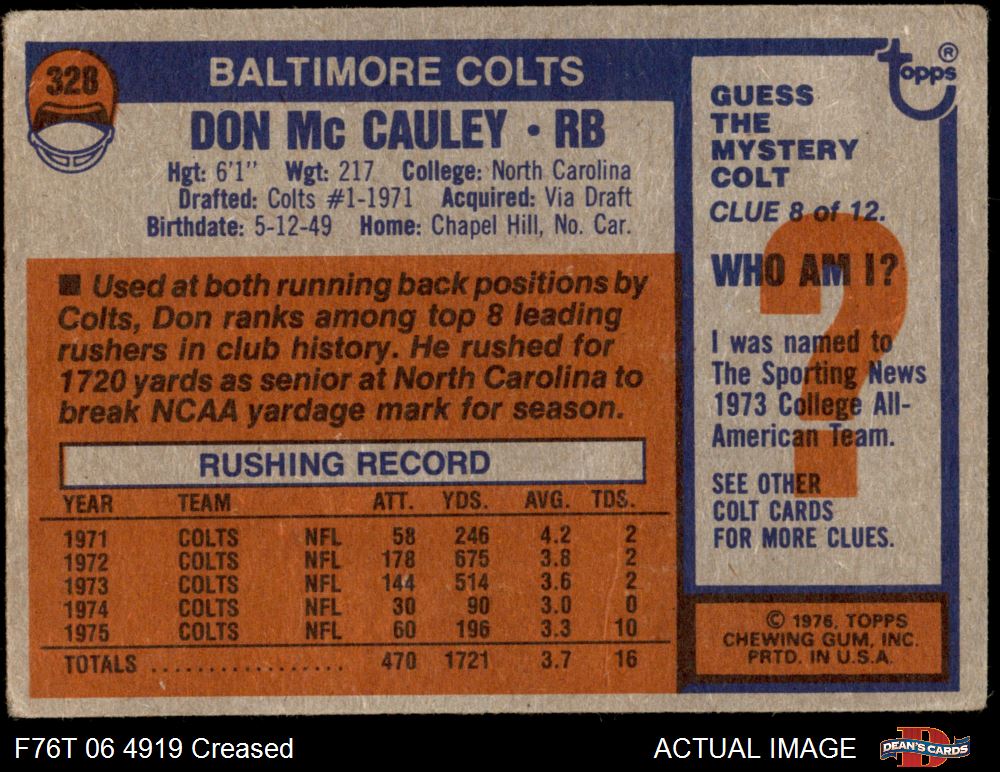 328
BALTIMORE COLTS
topps®
DON Mc CAULEY • RB
Hgt: 6'1" Wgt: 217 College: North Carolina
Drafted: Colts #1-1971 Acquired: Via Draft
Birthdate: 5-12-49 Home: Chapel Hill, No. Car.
■ Used at both running back positions by
Colts, Don ranks among top 8 leading
rushers in club history. He rushed for
1720 yards as senior at North Carolina to
break NCAA yardage mark for season.
RUSHING RECORD
YEAR TEAM ATT. YDS. AVG. TDS.
1971 COLTS NFL 58 246 4.2 2
1972 COLTS NFL 178 675 3.8 2
1973 COLTS NFL 144 514 3.6 2
1974 COLTS NFL 30 90 3.0 0
1975 COLTS NFL 60 196 3.3 10
TOTALS .................. 470 1721 3.7 16
GUESS
THE
MYSTERY
COLT
CLUE 8 of 12.
WHO AM I?
?
I was named to
The Sporting News
1973 College All-
American Team.
SEE OTHER
COLT CARDS
FOR MORE CLUES.
© 1976, TOPPS
CHEWING GUM, INC.
PRTD. IN U.S.A.
F76T 06 4919 Creased
ACTUAL IMAGE
DEAN'S CARDS